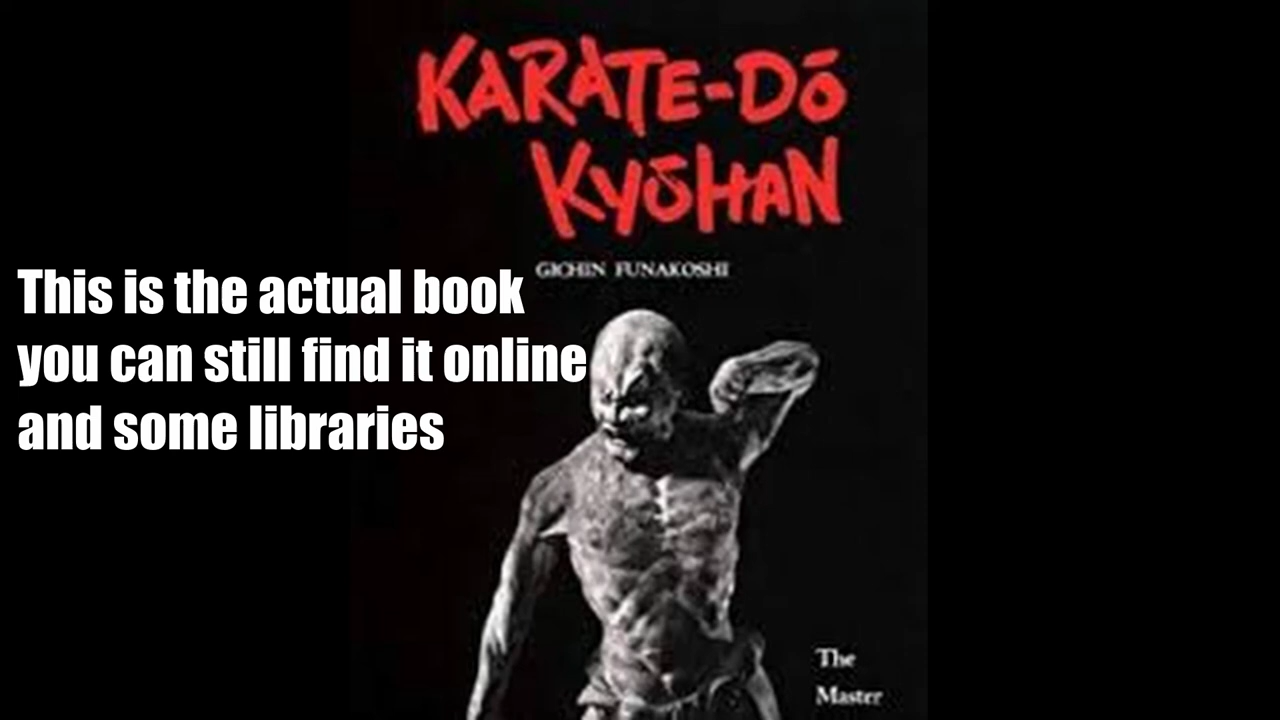 KARATE-DŌ
KYŌHAN
GICHIN FUNAKOSHI
This is the actual book
you can still find it online
and some libraries
The
Master